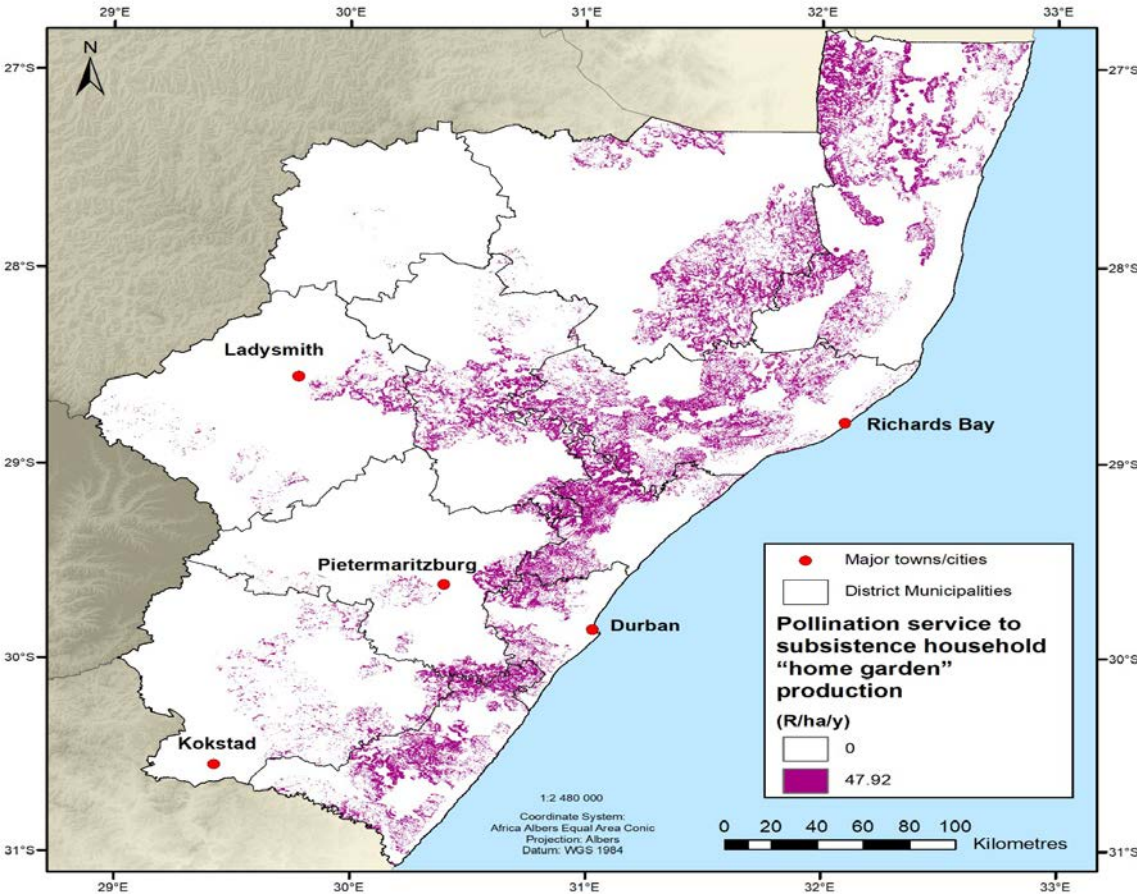 29°E 30°E 31°E 32°E 33°E
N
27°S
27°S
28°S
28°S
Ladysmith
Richards Bay
29°S
29°S
Pietermaritzburg
Durban
30°S
30°S
Kokstad
31°S
31°S
Major towns/cities
District Municipalities
Pollination service to
subsistence household
“home garden”
production
(R/ha/y)
0
47.92
1:2 480 000
Coordinate System:
Africa Albers Equal Area Conic
Projection: Albers
Datum: WGS 1984
0 20 40 60 80 100
Kilometres
29°E 30°E 31°E 32°E 33°E